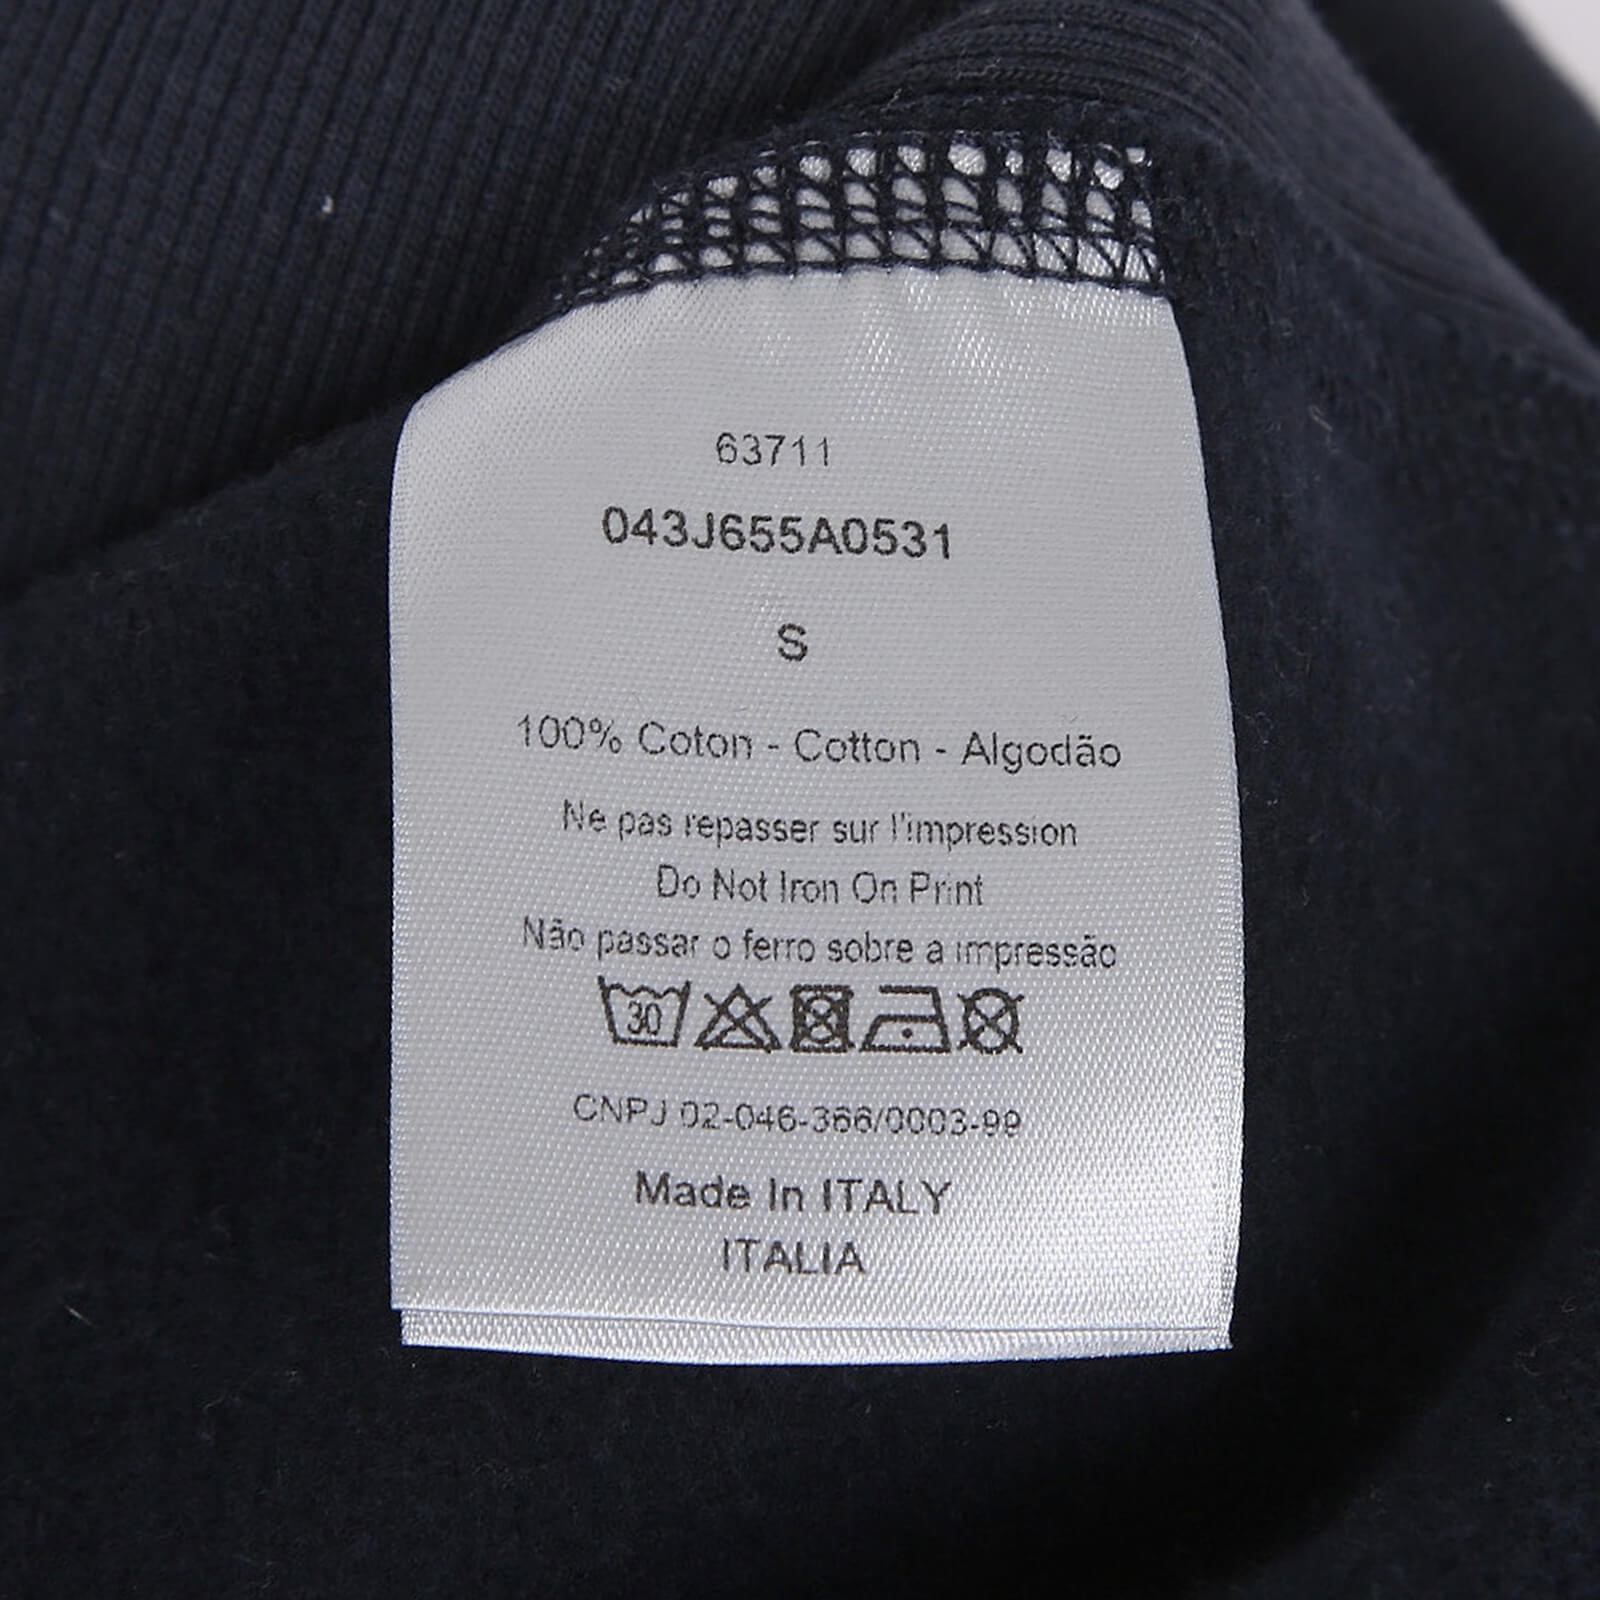 63711
043J655A0531
S
100% Coton - Cotton - Algodão
Ne pas repasser sur l'impression
Do Not Iron On Print
Não passar o ferro sobre a impressão
30
CNPJ 02-046-366/0003-99
Made In ITALY
ITALIA